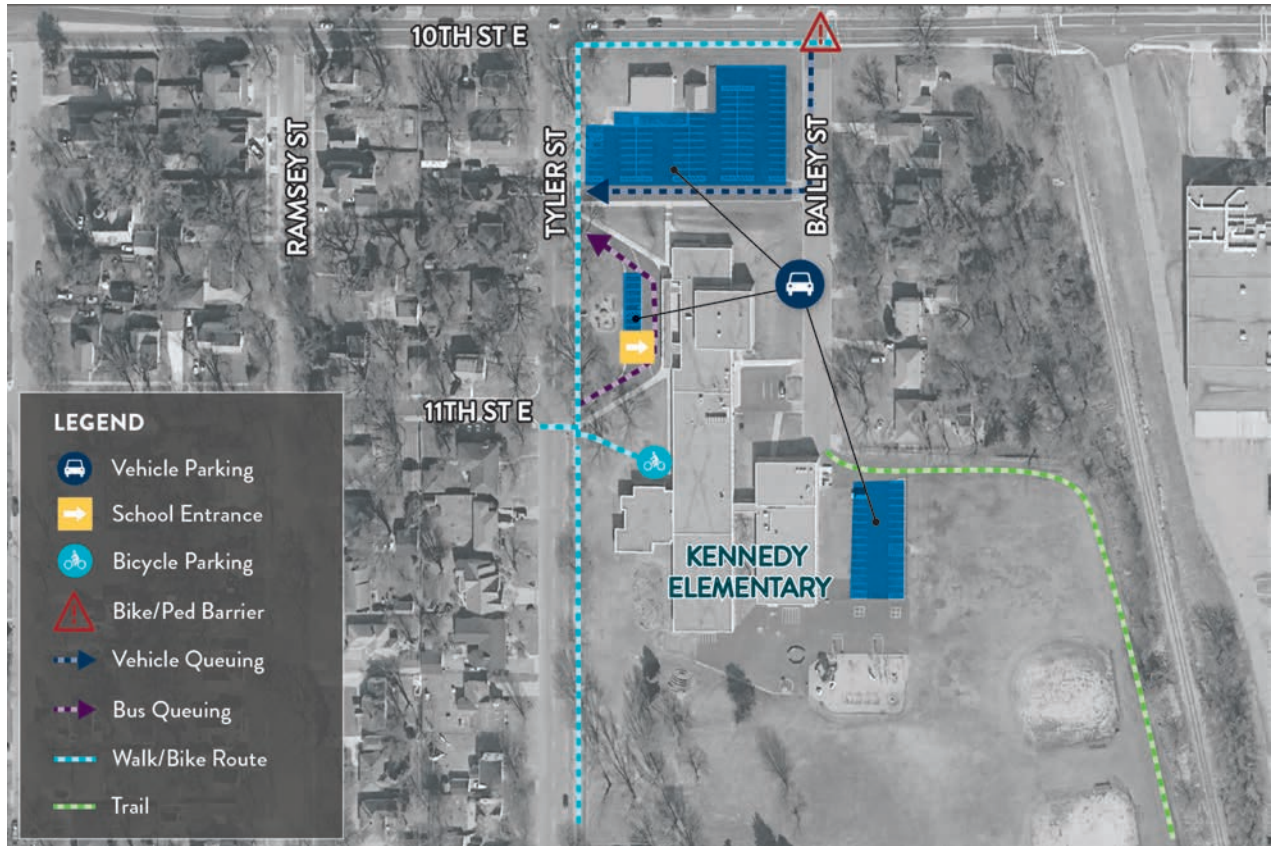 10TH ST E
RAMSEY ST
TYLER ST
BAILEY ST
11TH ST E
KENNEDY
ELEMENTARY
LEGEND
Vehicle Parking
School Entrance
Bicycle Parking
Bike/Ped Barrier
Vehicle Queuing
Bus Queuing
Walk/Bike Route
Trail